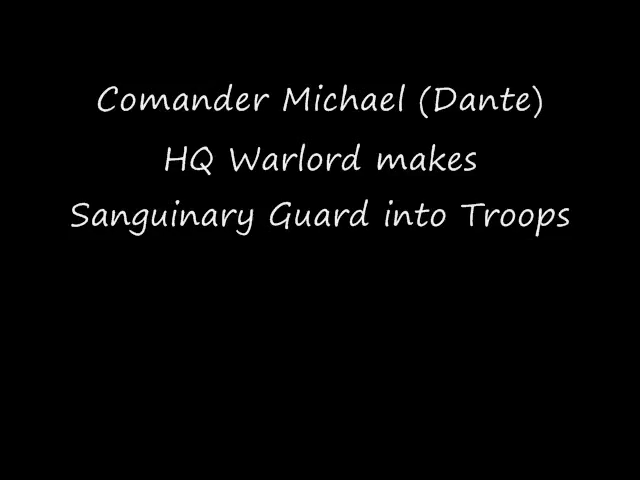 Comander Michael (Dante)
HQ Warlord makes
Sanguinary Guard into Troops